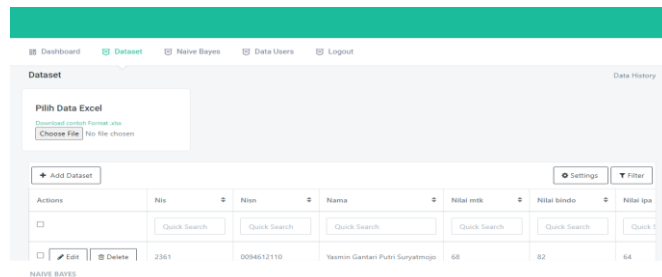 Dashboard Dataset Naive Bayes Data Users Logout
Dataset Data History
Pilih Data Excel
Download contoh Format .xlsx
Choose File No file chosen
+ Add Dataset Settings Filter
Actions Nis Nisn Nama Nilai mtk Nilai bindo Nilai ipa
Quick Search Quick Search Quick Search Quick Search Quick Search Quick S
Edit Delete 2361 0094612110 Yasmin Gantari Putri Suryatmojo 68 82 64
NAIVE BAYES